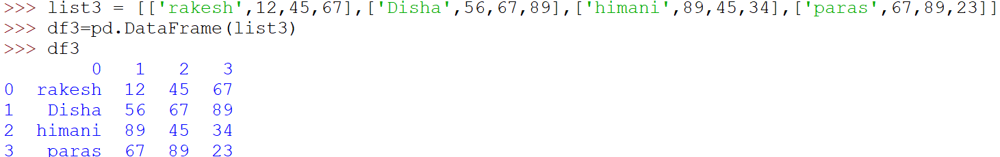 >>> list3 = [['rakesh',12,45,67],['Disha',56,67,89],['himani',89,45,34],['paras',67,89,23]]
>>> df3=pd.DataFrame(list3)
>>> df3
        0   1   2   3
0  rakesh  12  45  67
1   Disha  56  67  89
2  himani  89  45  34
3   paras  67  89  23